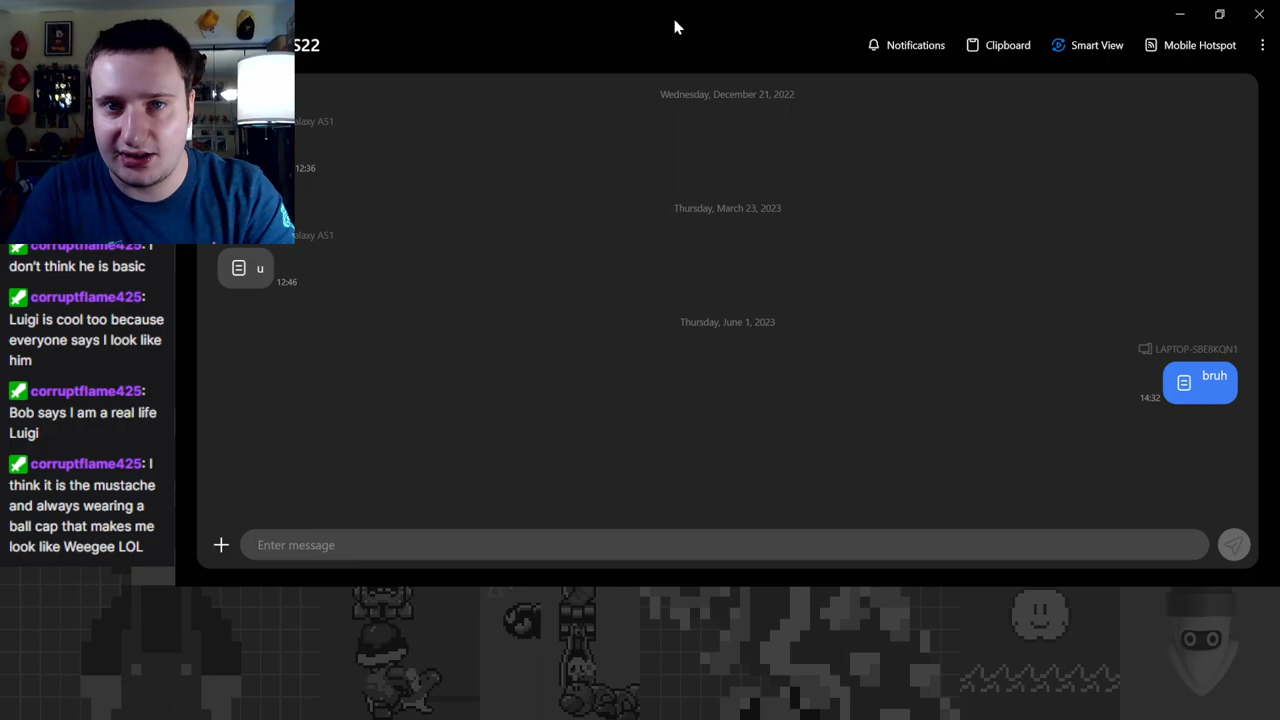 S22
Notifications
Clipboard
Smart View
Mobile Hotspot
Wednesday, December 21, 2022
alaxy A51
12:36
Thursday, March 23, 2023
alaxy A51
u
12:46
Thursday, June 1, 2023
LAPTOP-SBE8KQN1
bruh
14:32
Enter message
corruptflame425: I
don't think he is basic
corruptflame425:
Luigi is cool too because
everyone says I look like
him
corruptflame425:
Bob says I am a real life
Luigi
corruptflame425: I
think it is the mustache
and always wearing a
ball cap that makes me
look like Weegee LOL